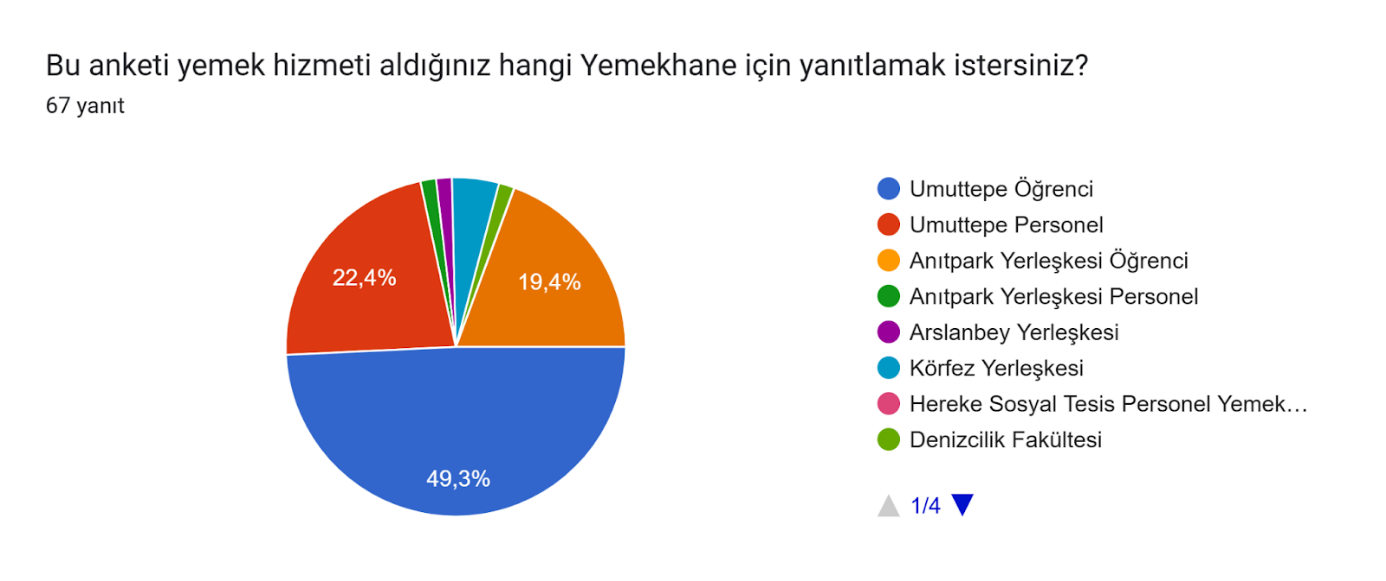 Bu anketi yemek hizmeti aldığınız hangi Yemekhane için yanıtlamak istersiniz?
67 yanıt
22,4%
19,4%
49,3%
Umuttepe Öğrenci
Umuttepe Personel
Anıtpark Yerleşkesi Öğrenci
Anıtpark Yerleşkesi Personel
Arslanbey Yerleşkesi
Körfez Yerleşkesi
Hereke Sosyal Tesis Personel Yemek…
Denizcilik Fakültesi
1/4